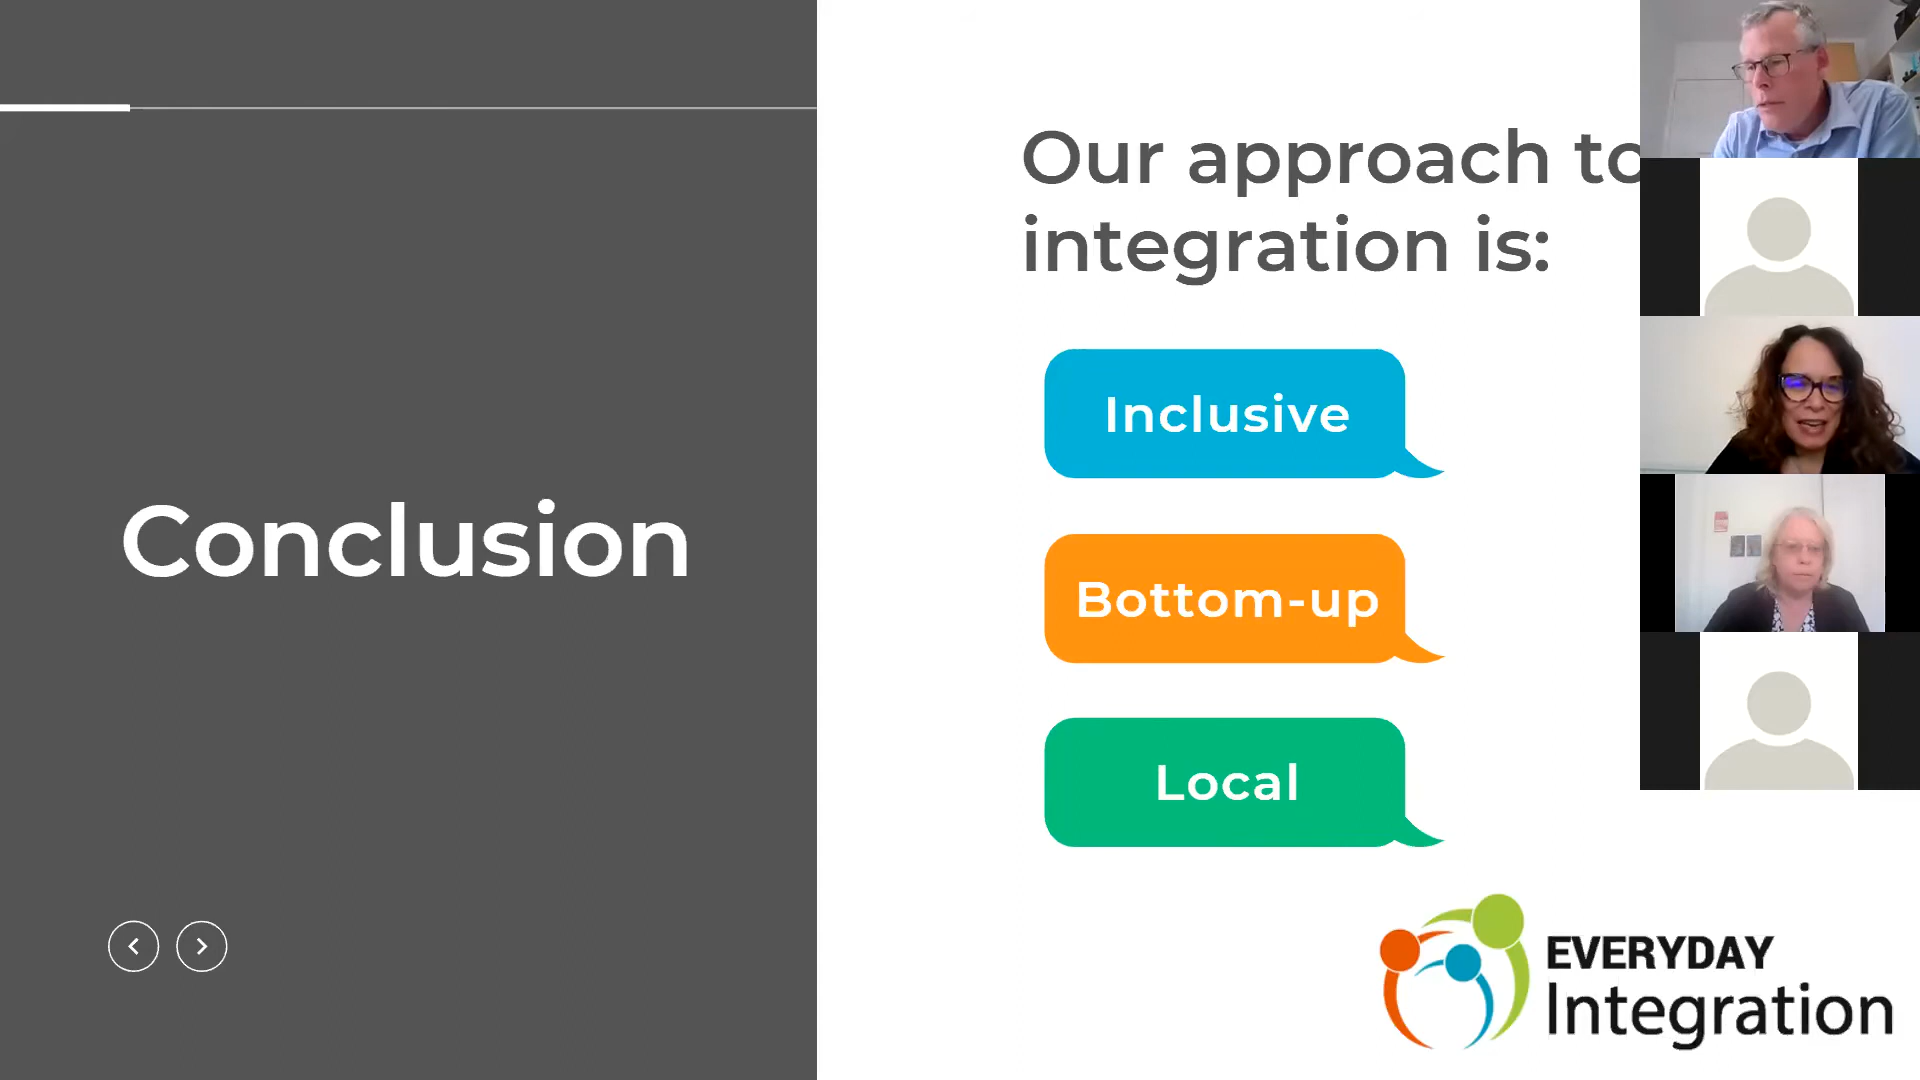 Conclusion
Our approach to
integration is:
Inclusive
Bottom-up
Local
EVERYDAY
Integration